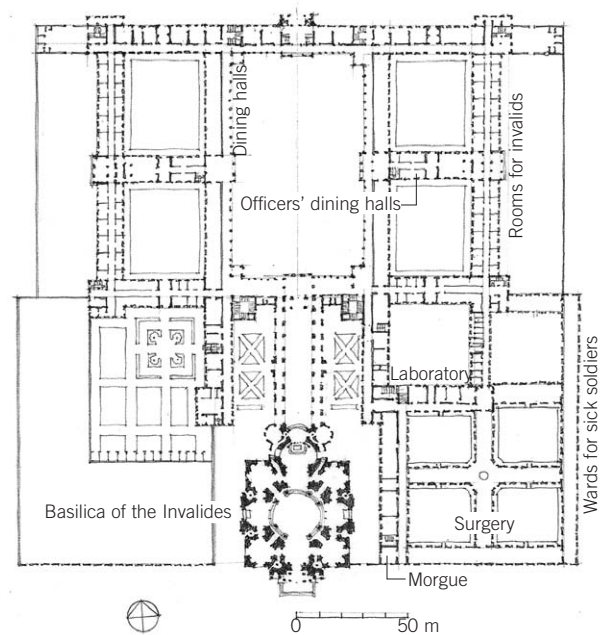 Dining halls
Rooms for invalids
Officers' dining halls
Laboratory
Wards for sick soldiers
Basilica of the Invalides
Surgery
Morgue
0 50 m